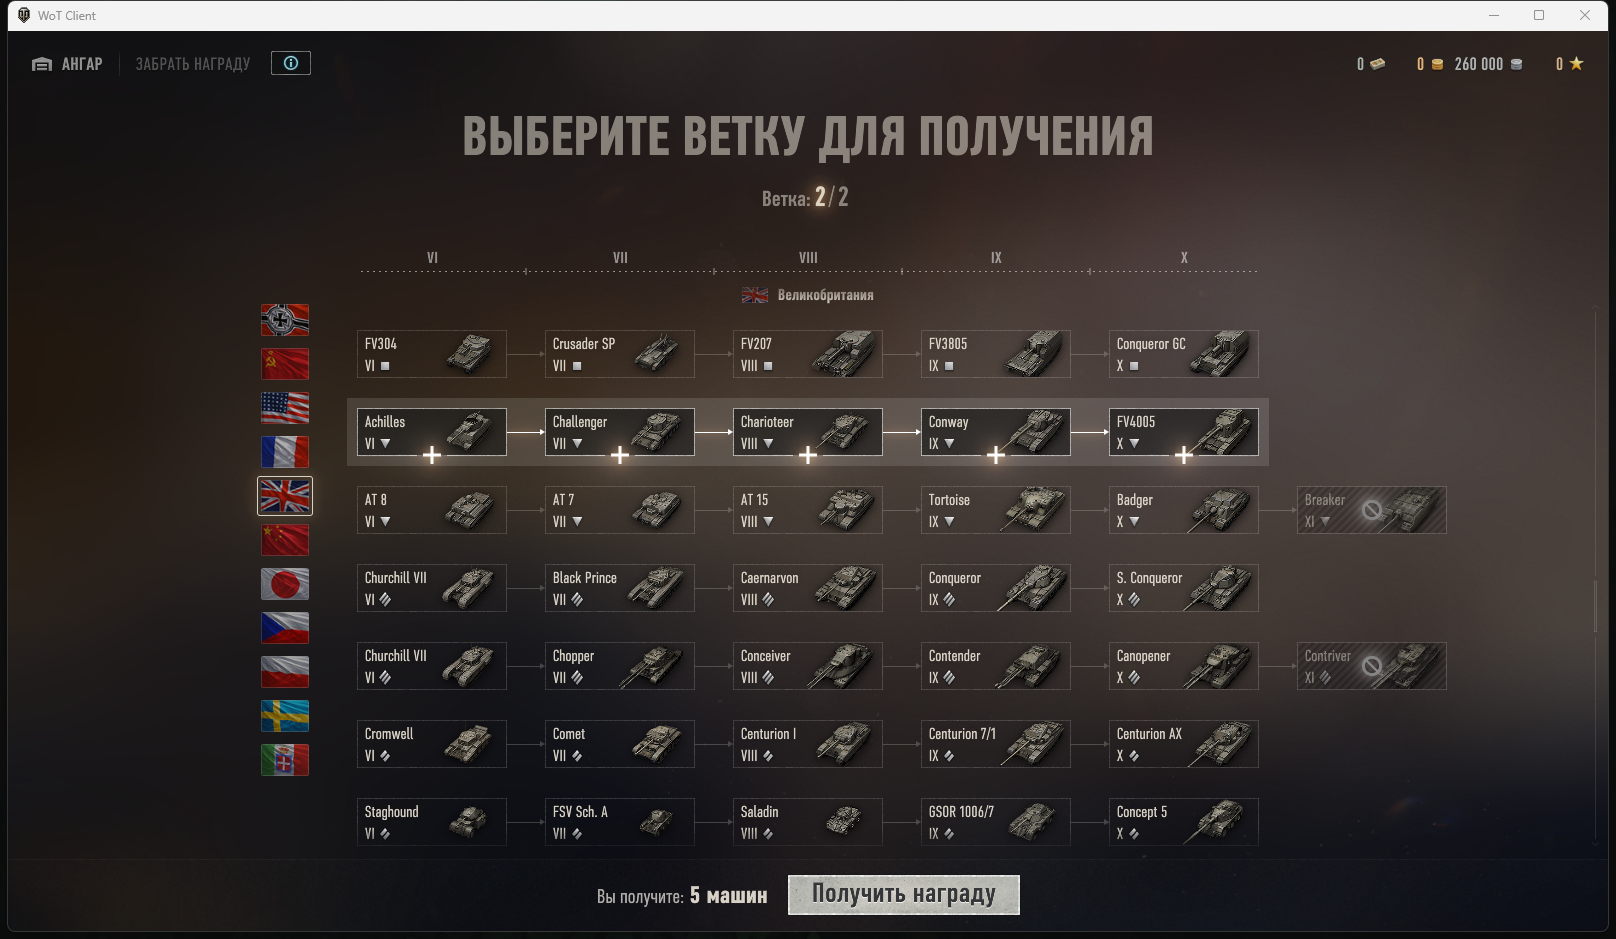 WoT Client
АНГАР
ЗАБРАТЬ НАГРАДУ
0 0 260 000 0
ВЫБЕРИТЕ ВЕТКУ ДЛЯ ПОЛУЧЕНИЯ
Ветка: 2/2
VI VII VIII IX X
Великобритания
FV304 Crusader SP FV207 FV3805 Conqueror GC
VI VII VIII IX X
Achilles Challenger Charioteer Conway FV4005
VI VII VIII IX X
AT 8 AT 7 AT 15 Tortoise Badger Breaker
VI VII VIII IX X XI
Churchill VII Black Prince Caernarvon Conqueror S. Conqueror
VI VII VIII IX X
Churchill VII Chopper Conceiver Contender Canopener Contriver
VI VII VIII IX X XI
Cromwell Comet Centurion I Centurion 7/1 Centurion AX
VI VII VIII IX X
Staghound FSV Sch. A Saladin GSOR 1006/7 Concept 5
VI VII VIII IX X
Вы получите: 5 машин
Получить награду